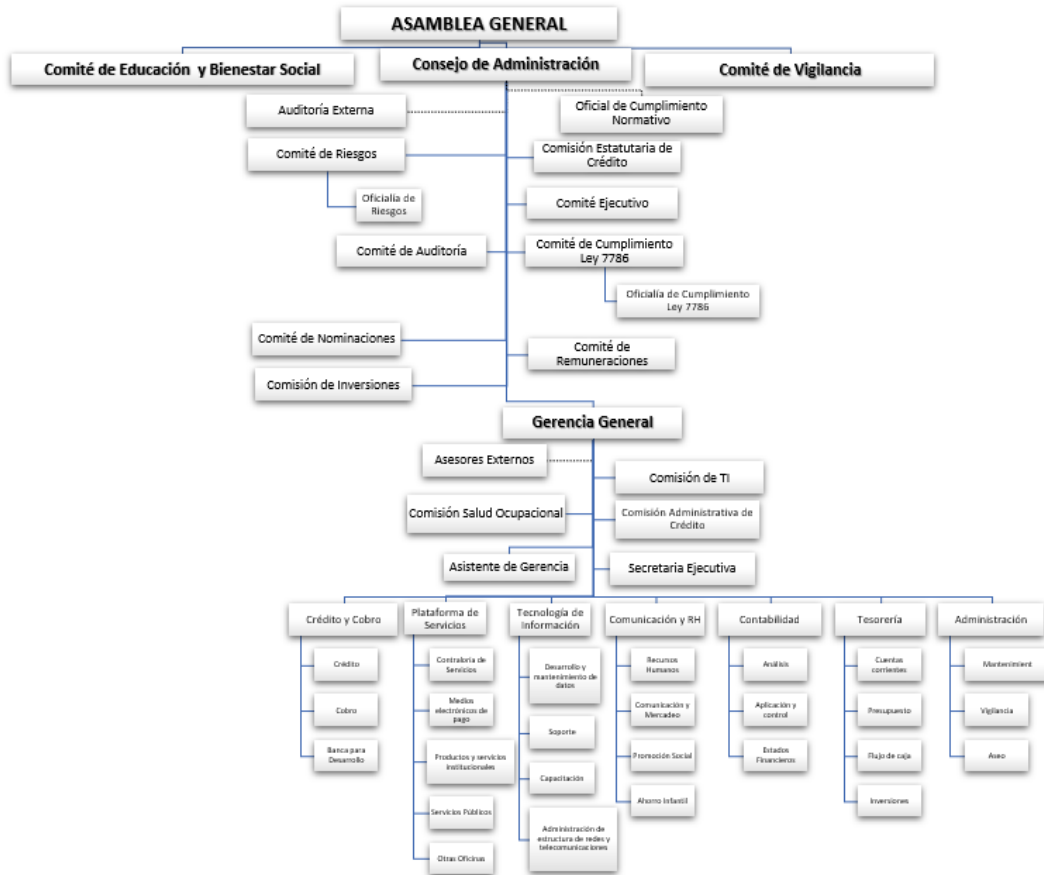 ASAMBLEA GENERAL
Comité de Educación y Bienestar Social
Consejo de Administración
Comité de Vigilancia
Auditoría Externa
Oficial de Cumplimiento
Normativo
Comité de Riesgos
Comisión Estatutaria de
Crédito
Oficialía de
Riesgos
Comité Ejecutivo
Comité de Auditoría
Comité de Cumplimiento
Ley 7786
Oficialía de Cumplimiento
Ley 7786
Comité de Nominaciones
Comité de
Remuneraciones
Comisión de Inversiones
Gerencia General
Asesores Externos
Comisión de TI
Comisión Salud Ocupacional
Comisión Administrativa de
Crédito
Asistente de Gerencia
Secretaria Ejecutiva
Crédito y Cobro
Crédito
Cobro
Banca para
Desarrollo
Plataforma de
Servicios
Contraloría de
Servicios
Medios
electrónicos de
pago
Productos y servicios
institucionales
Servicios Públicos
Otras Oficinas
Tecnología de
Información
Desarrollo y
mantenimiento de
datos
Soporte
Capacitación
Administración de
estructura de redes y
telecomunicaciones
Comunicación y RH
Recursos
Humanos
Comunicación y
Mercadeo
Promoción Social
Ahorro Infantil
Contabilidad
Análisis
Aplicación y
control
Estados
Financieros
Tesorería
Cuentas
corrientes
Presupuesto
Flujo de caja
Inversiones
Administración
Mantenimient
Vigilancia
Aseo